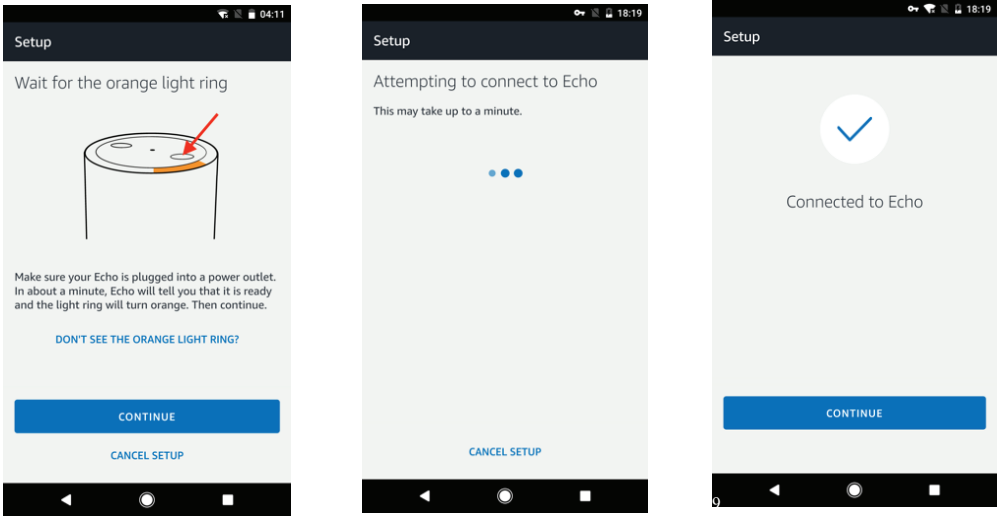 04:11
Setup
Wait for the orange light ring
Make sure your Echo is plugged into a power outlet.
In about a minute, Echo will tell you that it is ready
and the light ring will turn orange. Then continue.
DON'T SEE THE ORANGE LIGHT RING?
CONTINUE
CANCEL SETUP
18:19
Setup
Attempting to connect to Echo
This may take up to a minute.
CANCEL SETUP
18:19
Setup
Connected to Echo
CONTINUE
9